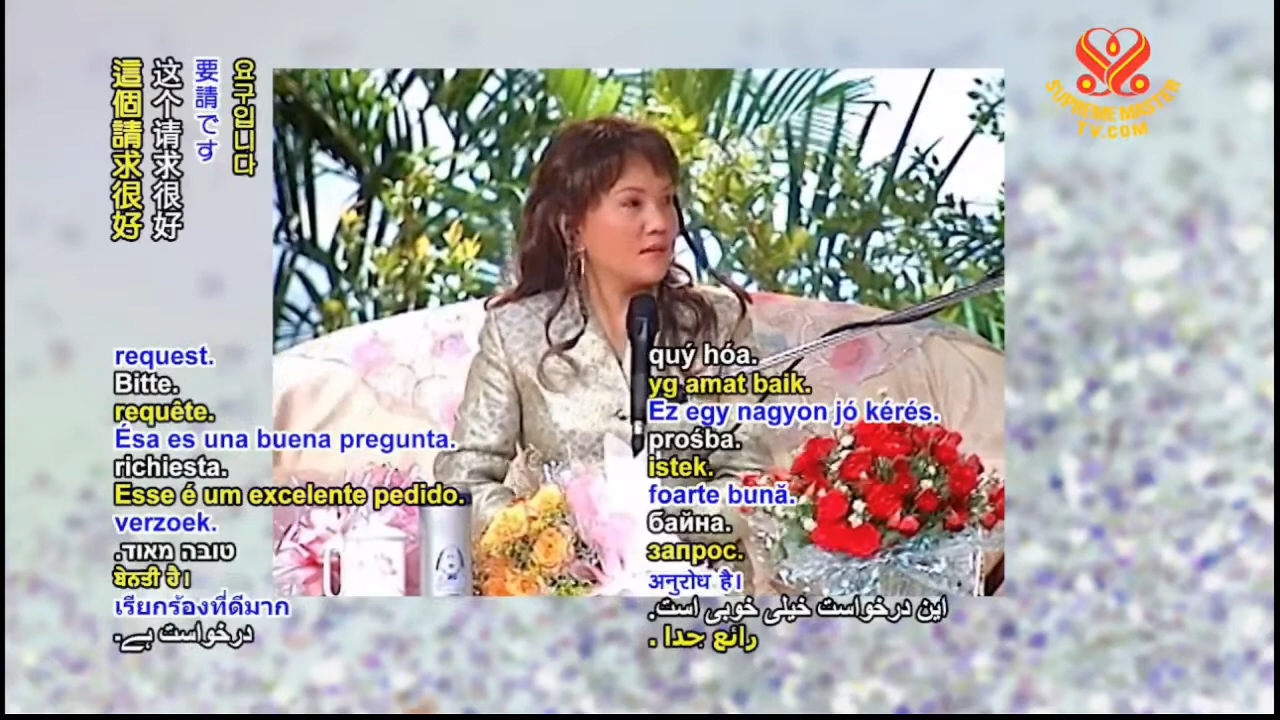 這個請求很好
这个请求很好
要請です
요구입니다
SUPREME MASTER
TV.COM
request.
Bitte.
requête.
Ésa es una buena pregunta.
richiesta.
Esse é um excelente pedido.
verzoek.
טובה מאוד.
ਬੇਨਤੀ ਹੈ।
เรียกร้องที่ดีมาก
درخواست ہے۔
quý hóa.
yg amat baik.
Ez egy nagyon jó kérés.
prośba.
istek.
foarte bună.
байна.
запрос.
अनुरोध है।
این درخواست خیلی خوبی است.
رائع جدا .